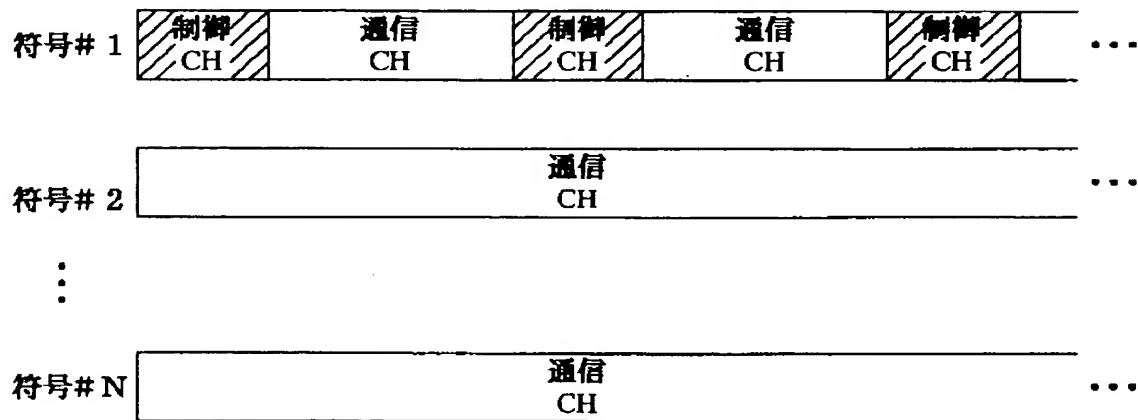 符号# 1
制御 通信 制御 通信 制御
CH CH CH CH CH
...
符号# 2
通信
CH
...
符号# N
通信
CH
...